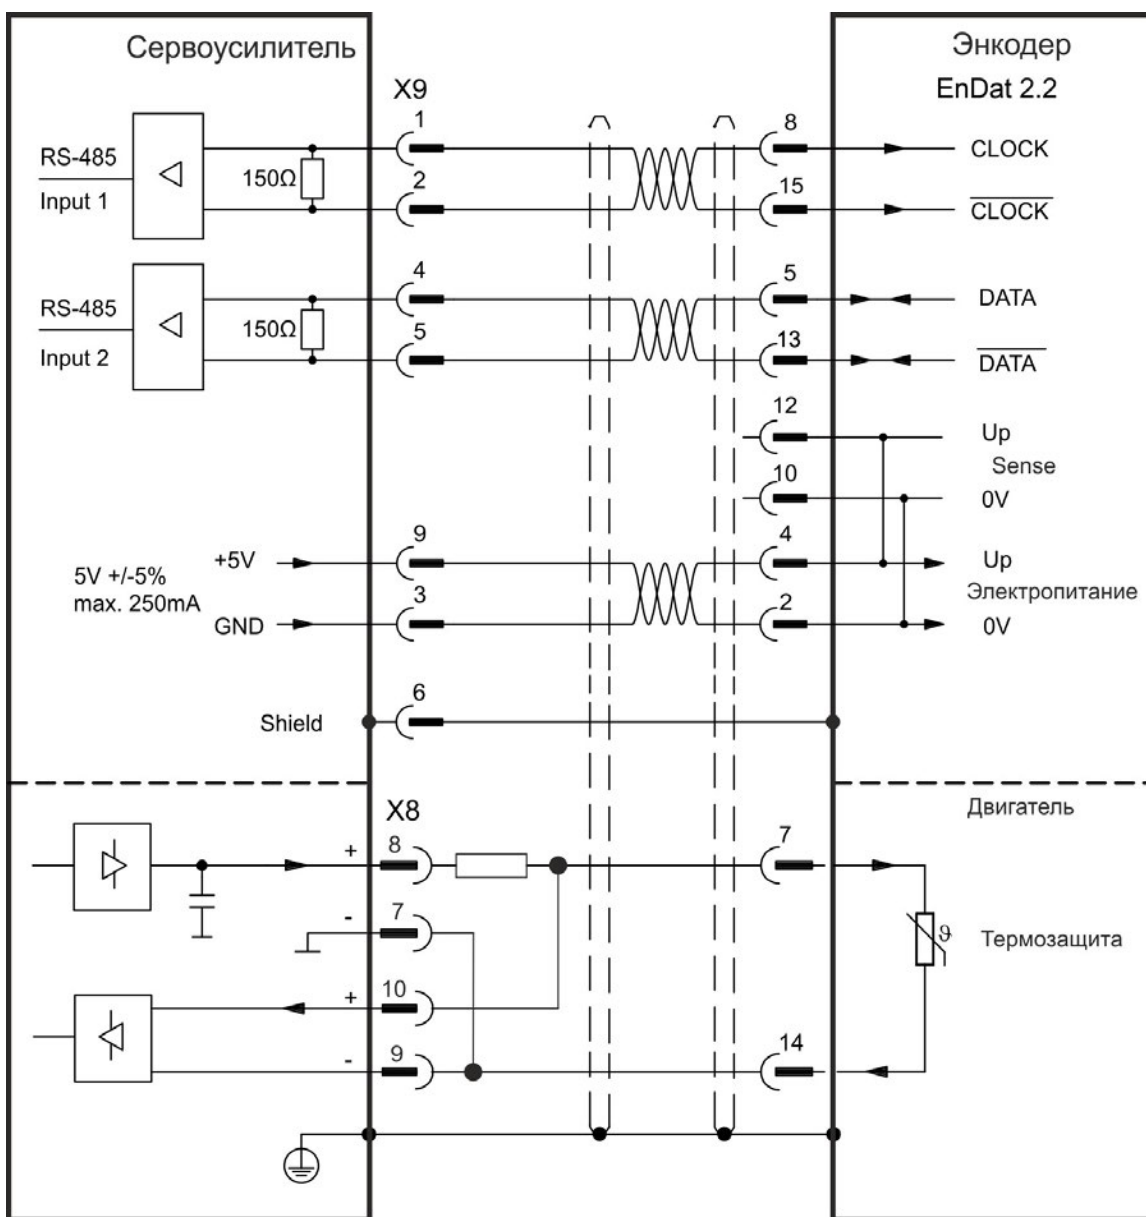 Сервоусилитель
Энкодер
EnDat 2.2
X9
1
8
CLOCK
RS-485
150Ω
2
15
Input 1
CLOCK
4
5
DATA
RS-485
150Ω
5
13
Input 2
DATA
12
Up
Sense
10
0V
9
4
+5V
Up
5V +/-5%
max. 250mA
Электропитание
3
2
GND
0V
6
Shield
X8
Двигатель
8
7
+
7
-
ϑ
Термозащита
10
+
9
14
-